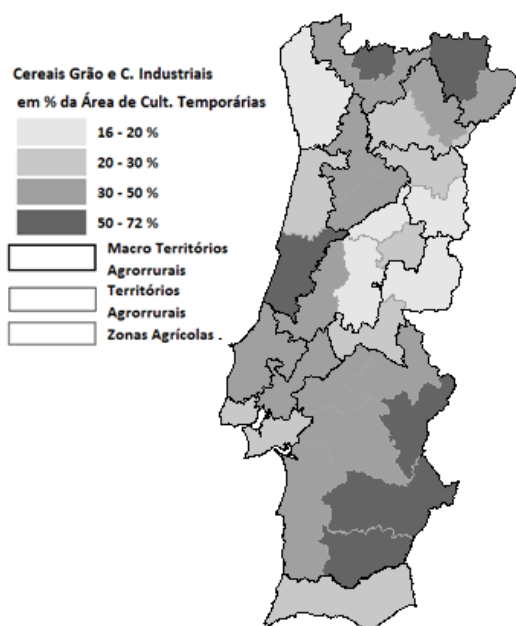 Cereais Grão e C. Industriais
em % da Área de Cult. Temporárias
16 - 20 %
20 - 30 %
30 - 50 %
50 - 72 %
Macro Territórios
Agrorrurais
Territórios
Agrorrurais
Zonas Agrícolas .